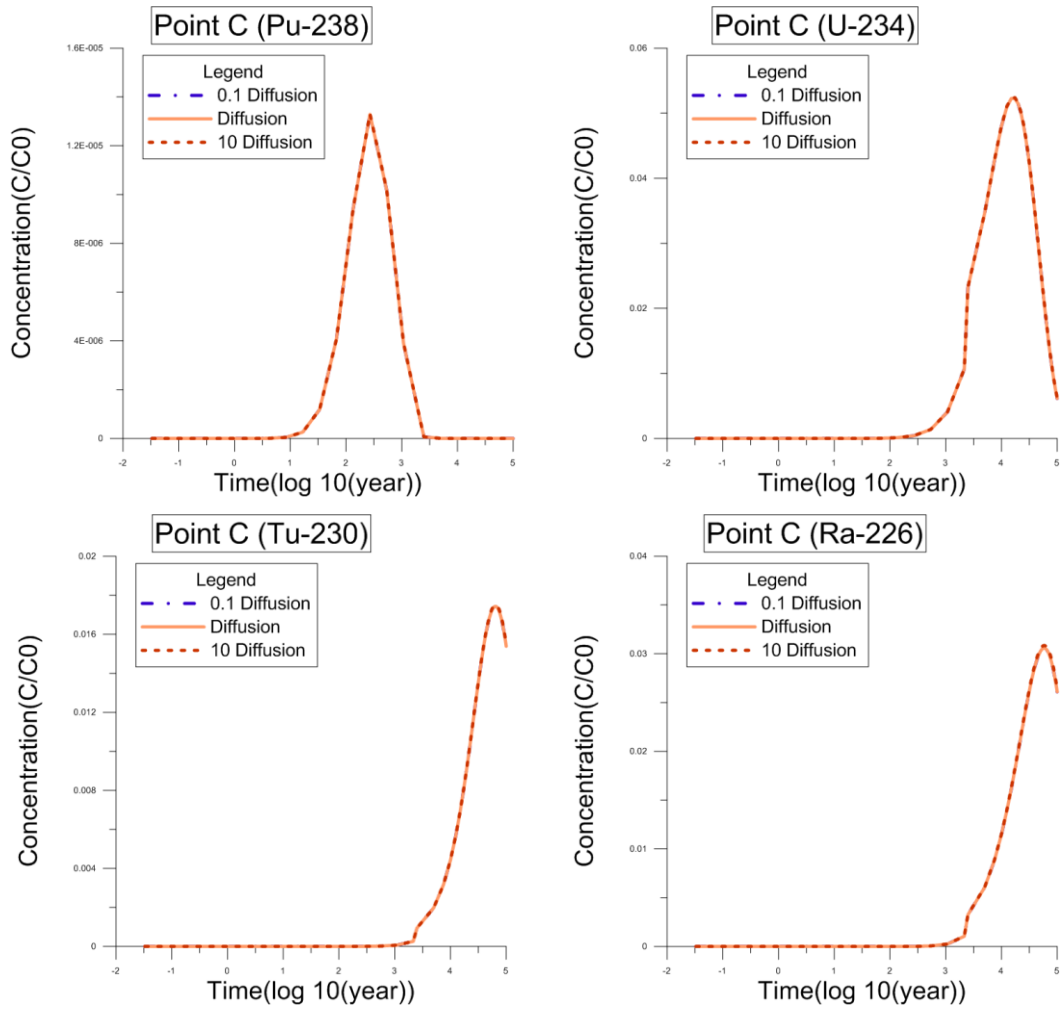 Point C (Pu-238)
1.6E-005
1.2E-005
8E-006
4E-006
0
Concentration(C/C0)
Legend
0.1 Diffusion
Diffusion
10 Diffusion
-2 -1 0 1 2 3 4 5
Time(log 10(year))
Point C (U-234)
0.06
0.04
0.02
0
Concentration(C/C0)
Legend
0.1 Diffusion
Diffusion
10 Diffusion
-2 -1 0 1 2 3 4 5
Time(log 10(year))
Point C (Tu-230)
0.02
0.016
0.012
0.008
0.004
0
Concentration(C/C0)
Legend
0.1 Diffusion
Diffusion
10 Diffusion
-2 -1 0 1 2 3 4 5
Time(log 10(year))
Point C (Ra-226)
0.04
0.03
0.02
0.01
0
Concentration(C/C0)
Legend
0.1 Diffusion
Diffusion
10 Diffusion
-2 -1 0 1 2 3 4 5
Time(log 10(year))